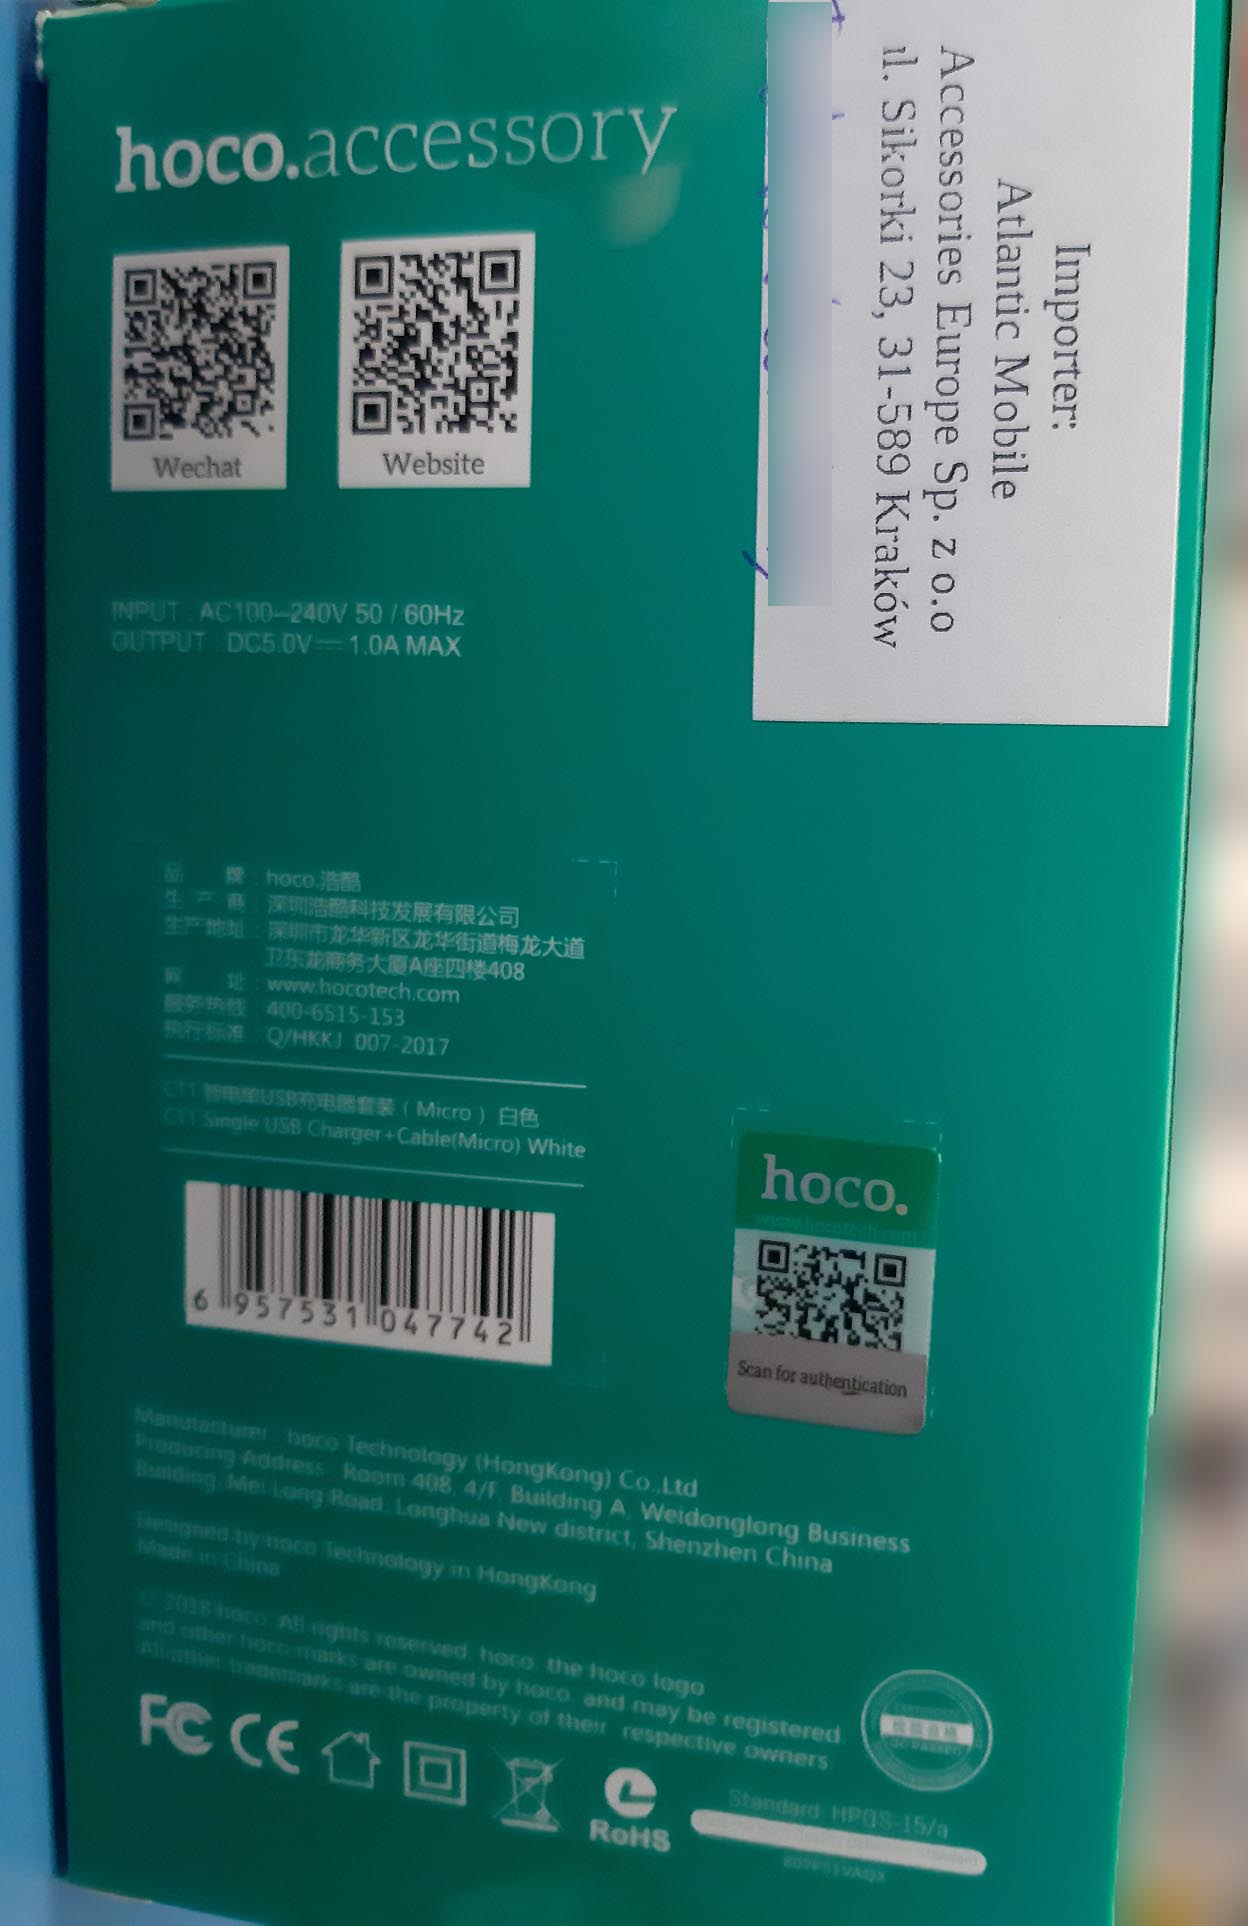 hoco.accessory
Wechat
Website
INPUT : AC100–240V 50 / 60Hz
OUTPUT : DC5.0V⎓1.0A MAX
Importer:
Atlantic Mobile
Accessories Europe Sp. z o.o
ul. Sikorki 23, 31-589 Kraków
品 牌 : hoco.浩酷
生 产 商 : 深圳浩酷科技发展有限公司
生产地址 : 深圳市龙华新区龙华街道梅龙大道
卫东龙商务大厦A座四楼408
网 址 : www.hocotech.com
服务热线 : 400-6515-153
执行标准 : Q/HKKJ 007-2017
C11 智电单USB充电器套装（Micro）白色
C11 Single USB Charger+Cable(Micro) White
6 957531 047742
hoco.
www.hocotech.com
Scan for authentication
Manufacturer : hoco Technology (HongKong) Co.,Ltd
Producing Address : Room 408, 4/F, Building A, Weidonglong Business
Building, Mei Long Road, Longhua New district, Shenzhen China
Designed by hoco Technology in HongKong
Made in China
© 2018 hoco. All rights reserved. hoco. the hoco logo
and other hoco marks are owned by hoco. and may be registered.
All other trademarks are the property of their respective owners.
FC CE
RoHS
Standard HPQS-15/a